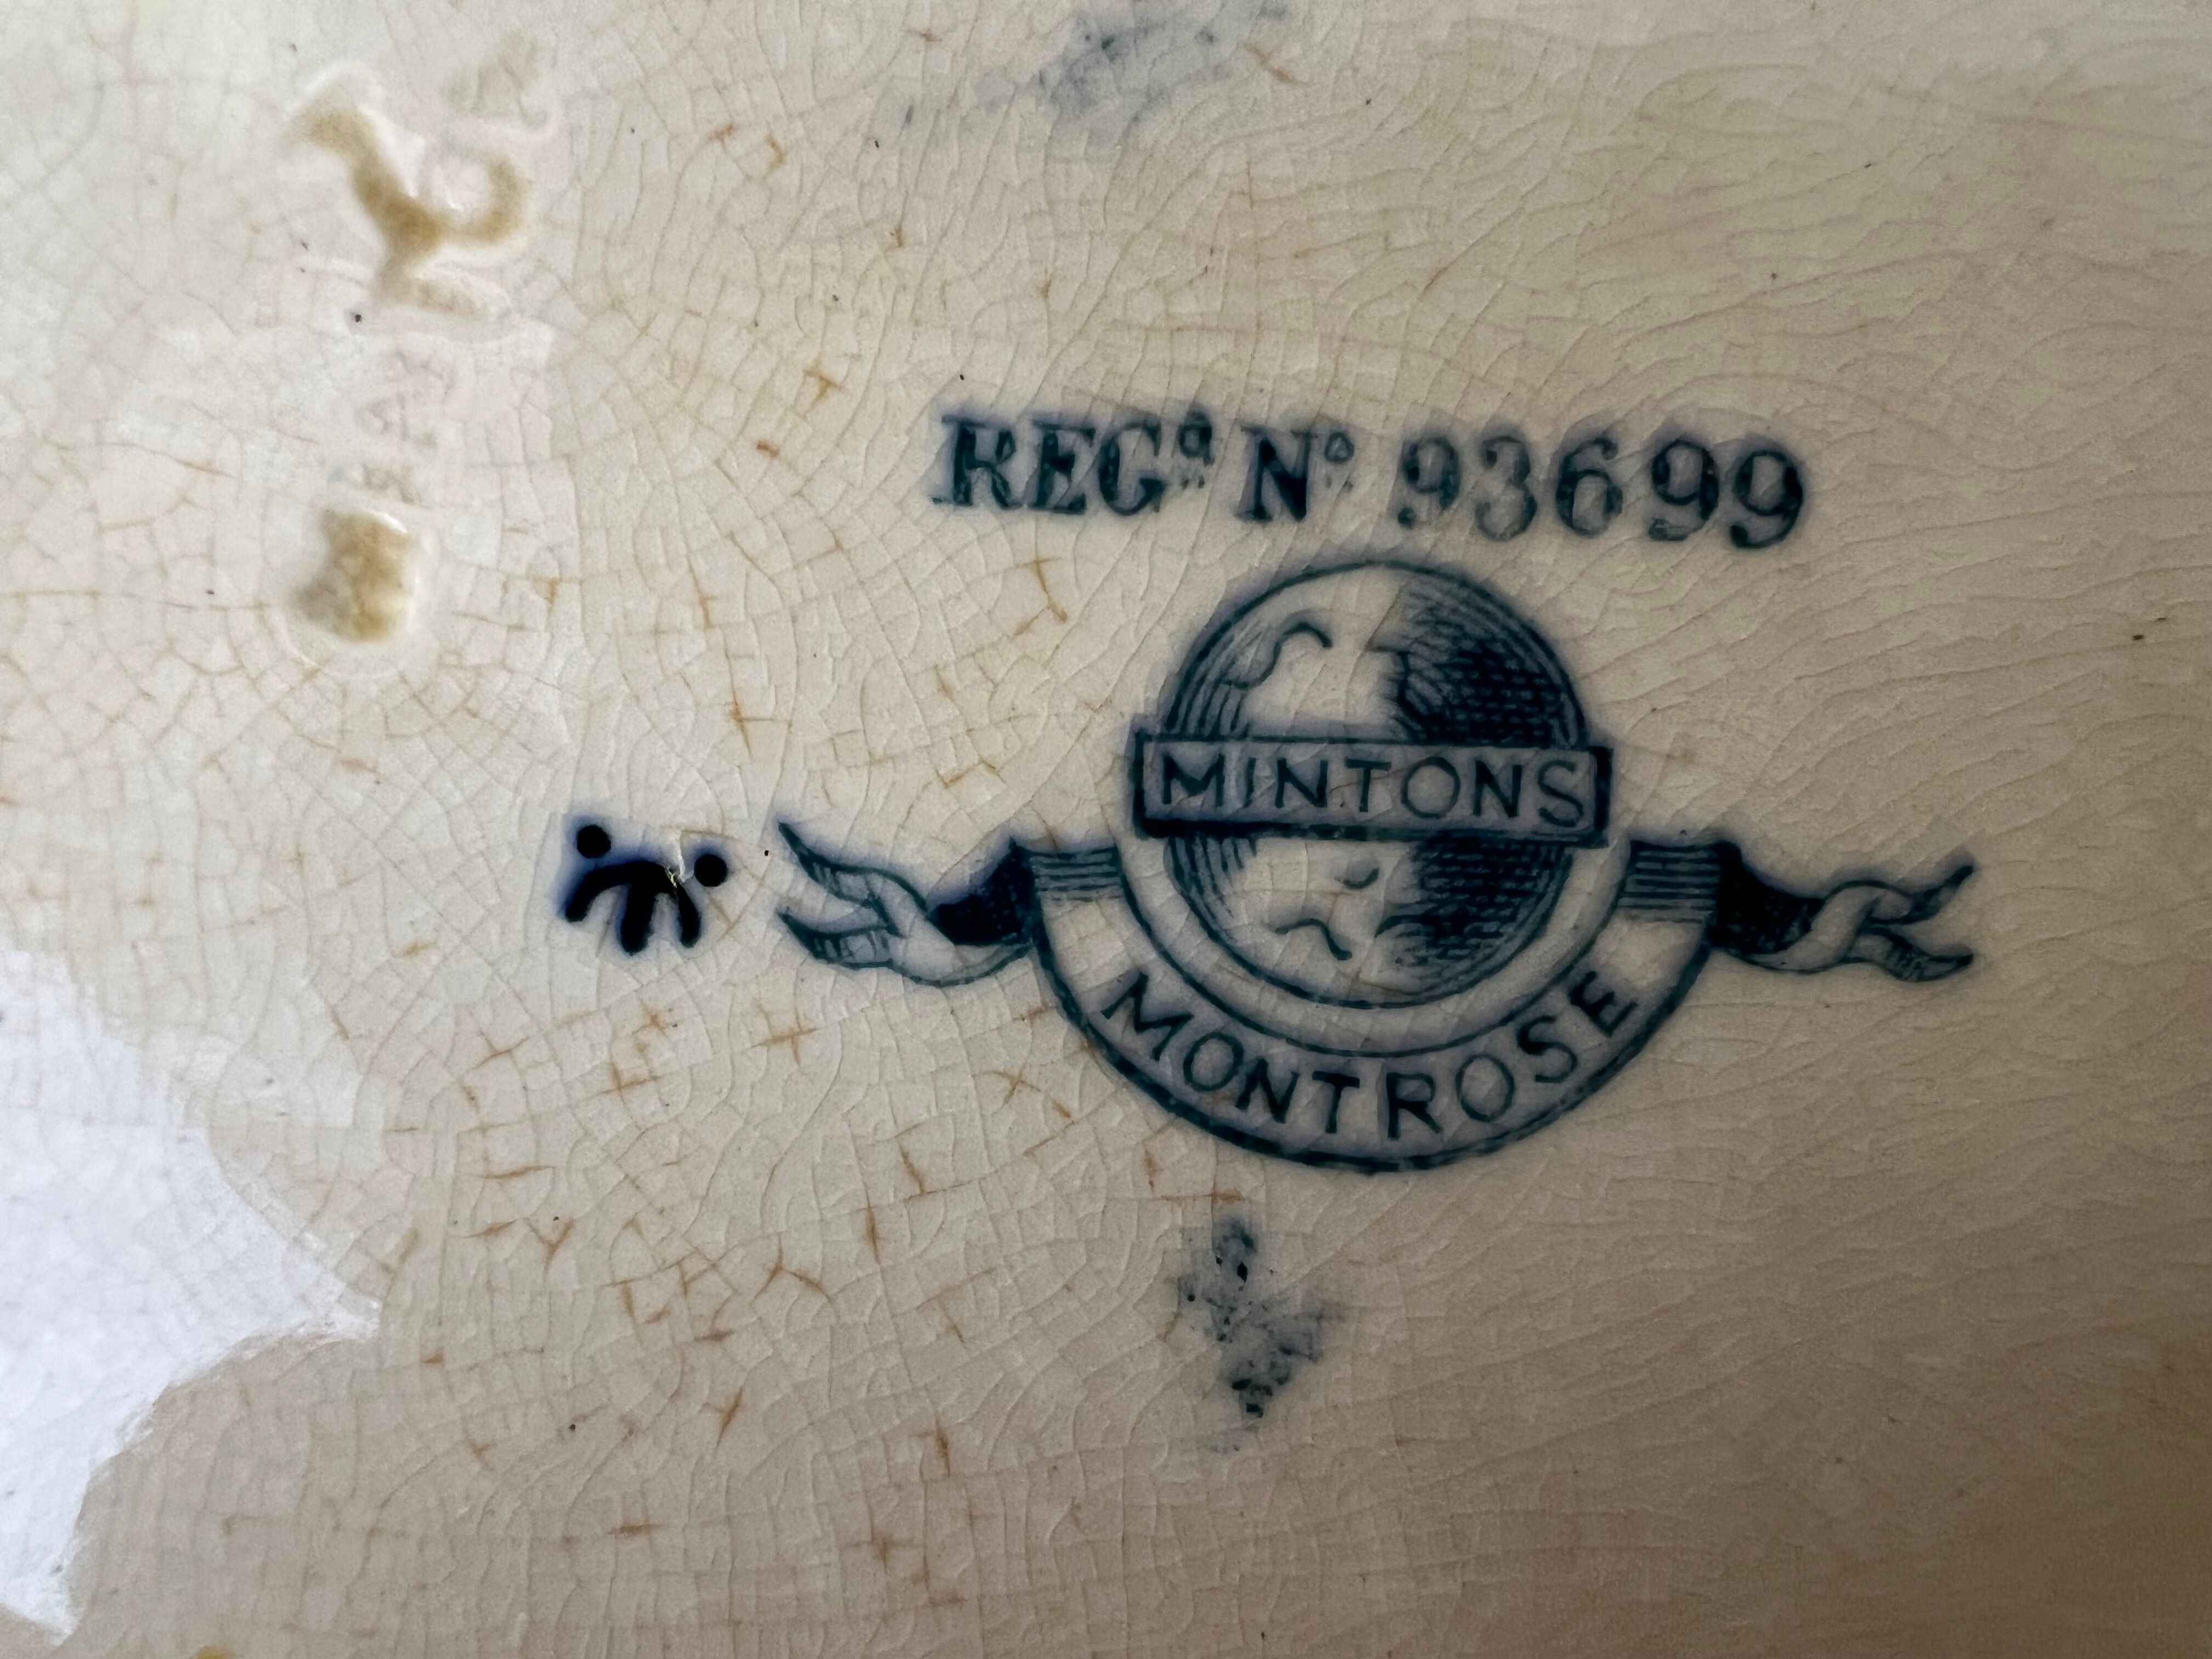 REGᵈ Nº 93699
MINTONS
MONTROSE